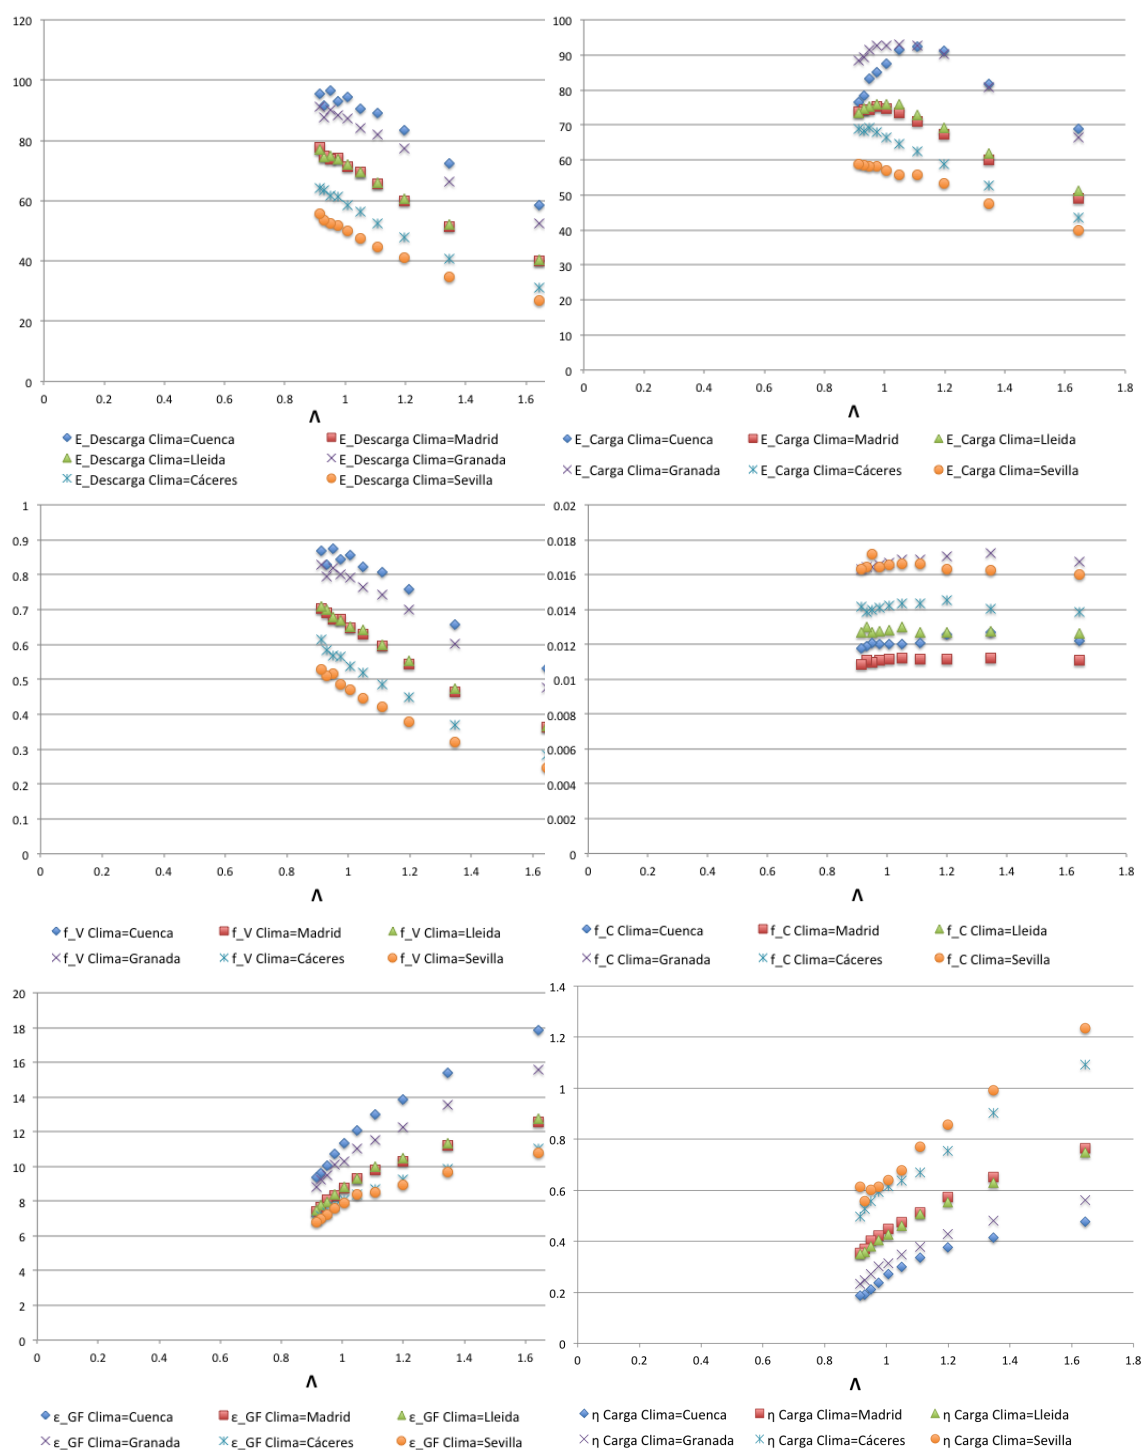 120
100
80
60
40
20
0
0 0.2 0.4 0.6 0.8 1 1.2 1.4 1.6
Λ
E_Descarga Clima=Cuenca E_Descarga Clima=Madrid
E_Descarga Clima=Lleida E_Descarga Clima=Granada
E_Descarga Clima=Cáceres E_Descarga Clima=Sevilla
100
90
80
70
60
50
40
30
20
10
0
0 0.2 0.4 0.6 0.8 1 1.2 1.4 1.6 1.8
Λ
E_Carga Clima=Cuenca E_Carga Clima=Madrid E_Carga Clima=Lleida
E_Carga Clima=Granada E_Carga Clima=Cáceres E_Carga Clima=Sevilla
1
0.9
0.8
0.7
0.6
0.5
0.4
0.3
0.2
0.1
0
0 0.2 0.4 0.6 0.8 1 1.2 1.4 1.6
Λ
f_V Clima=Cuenca f_V Clima=Madrid f_V Clima=Lleida
f_V Clima=Granada f_V Clima=Cáceres f_V Clima=Sevilla
0.02
0.018
0.016
0.014
0.012
0.01
0.008
0.006
0.004
0.002
0
0 0.2 0.4 0.6 0.8 1 1.2 1.4 1.6 1.8
Λ
f_C Clima=Cuenca f_C Clima=Madrid f_C Clima=Lleida
f_C Clima=Granada f_C Clima=Cáceres f_C Clima=Sevilla
20
18
16
14
12
10
8
6
4
2
0
0 0.2 0.4 0.6 0.8 1 1.2 1.4 1.6
Λ
ε_GF Clima=Cuenca ε_GF Clima=Madrid ε_GF Clima=Lleida
ε_GF Clima=Granada ε_GF Clima=Cáceres ε_GF Clima=Sevilla
1.4
1.2
1
0.8
0.6
0.4
0.2
0
0 0.2 0.4 0.6 0.8 1 1.2 1.4 1.6 1.8
Λ
η Carga Clima=Cuenca η Carga Clima=Madrid η Carga Clima=Lleida
η Carga Clima=Granada η Carga Clima=Cáceres η Carga Clima=Sevilla